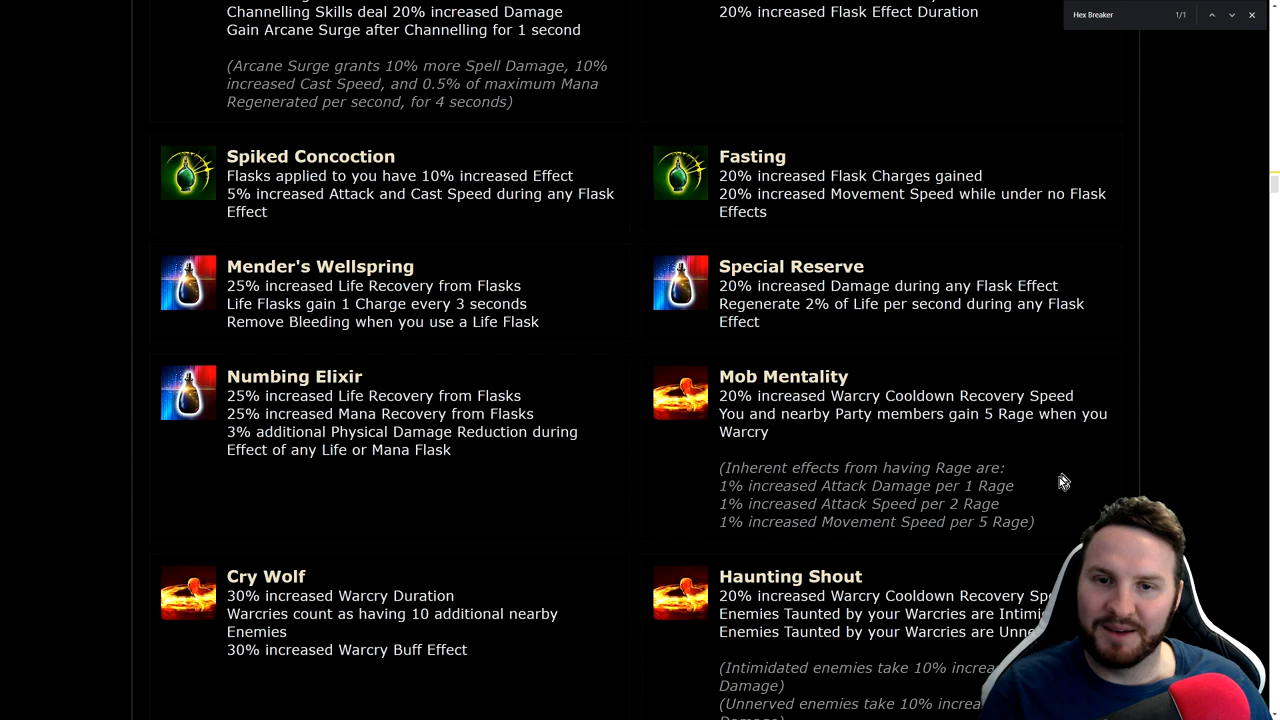 Channelling Skills deal 20% increased Damage
Gain Arcane Surge after Channelling for 1 second
(Arcane Surge grants 10% more Spell Damage, 10%
increased Cast Speed, and 0.5% of maximum Mana
Regenerated per second, for 4 seconds)
20% increased Flask Effect Duration
Hex Breaker
1/1
Spiked Concoction
Flasks applied to you have 10% increased Effect
5% increased Attack and Cast Speed during any Flask
Effect
Fasting
20% increased Flask Charges gained
20% increased Movement Speed while under no Flask
Effects
Mender's Wellspring
25% increased Life Recovery from Flasks
Life Flasks gain 1 Charge every 3 seconds
Remove Bleeding when you use a Life Flask
Special Reserve
20% increased Damage during any Flask Effect
Regenerate 2% of Life per second during any Flask
Effect
Numbing Elixir
25% increased Life Recovery from Flasks
25% increased Mana Recovery from Flasks
3% additional Physical Damage Reduction during
Effect of any Life or Mana Flask
Mob Mentality
20% increased Warcry Cooldown Recovery Speed
You and nearby Party members gain 5 Rage when you
Warcry
(Inherent effects from having Rage are:
1% increased Attack Damage per 1 Rage
1% increased Attack Speed per 2 Rage
1% increased Movement Speed per 5 Rage)
Cry Wolf
30% increased Warcry Duration
Warcries count as having 10 additional nearby
Enemies
30% increased Warcry Buff Effect
Haunting Shout
20% increased Warcry Cooldown Recovery
Enemies Taunted by your Warcries are
Enemies Taunted by your Warcries are
(Intimidated enemies take 10%
Damage)
(Unnerved enemies take 10%